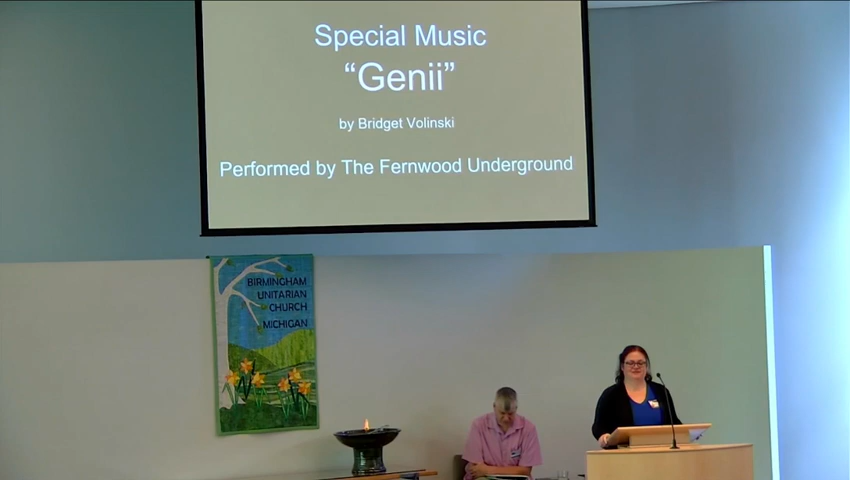 Special Music
“Genii”
by Bridget Volinski
Performed by The Fernwood Underground
BIRMINGHAM
UNITARIAN
CHURCH
MICHIGAN